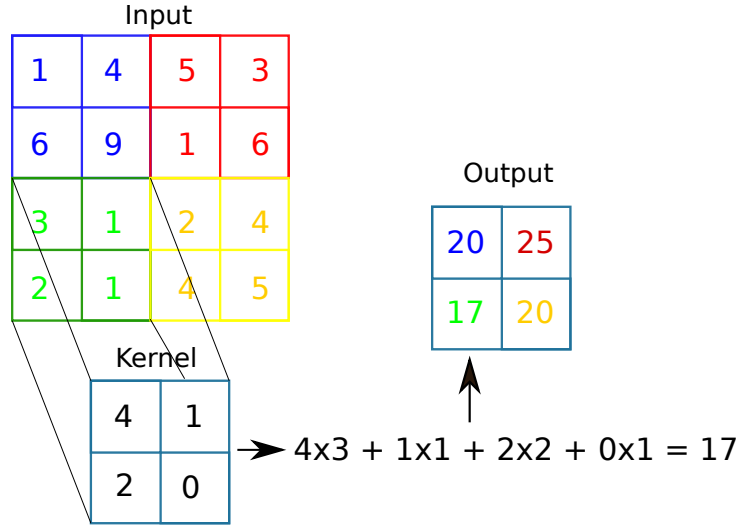 Input
1 4 5 3
6 9 1 6
3 1 2 4
2 1 4 5
Output
20 25
17 20
Kernel
4 1
2 0
4x3 + 1x1 + 2x2 + 0x1 = 17